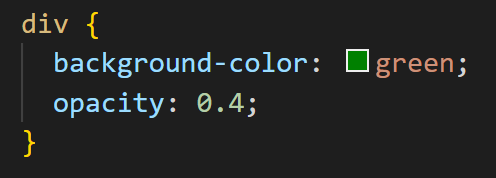 div {
  background-color: green;
  opacity: 0.4;
}